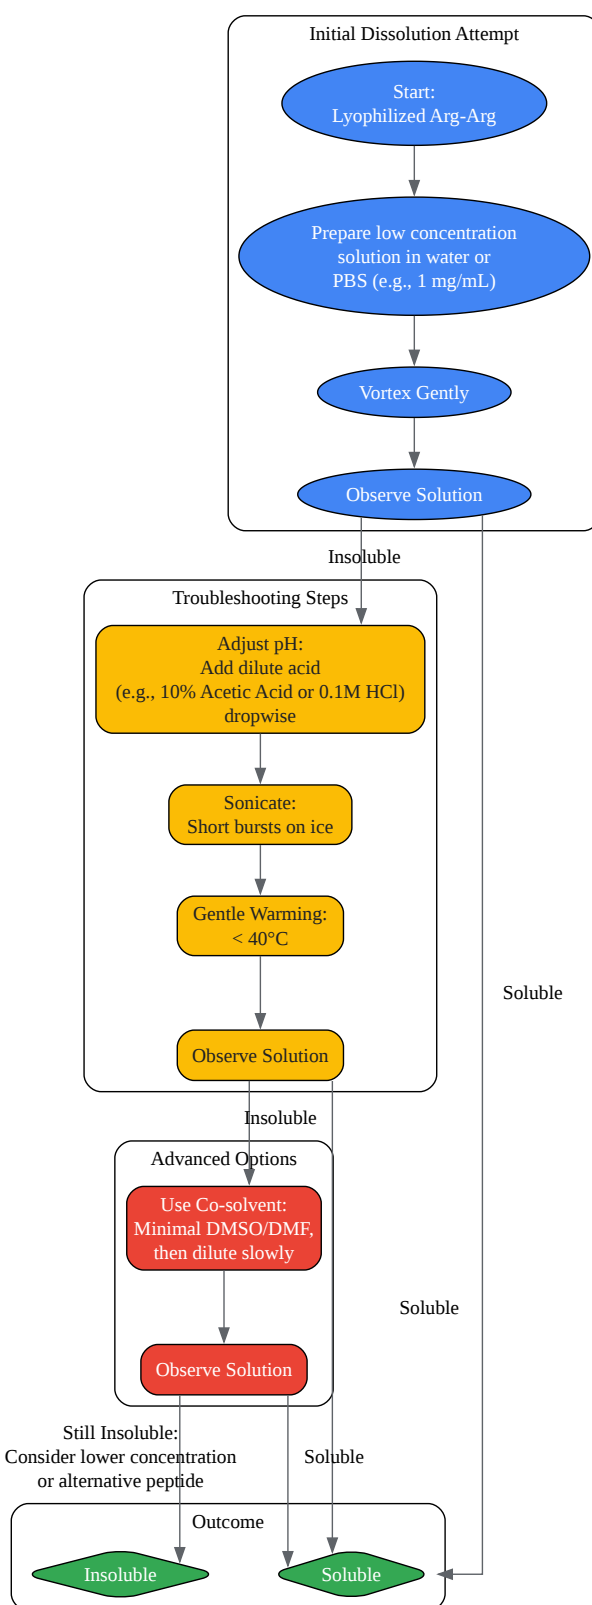 Initial Dissolution Attempt
Start:
Lyophilized Arg-Arg
Prepare low concentration
solution in water or
PBS (e.g., 1 mg/mL)
Vortex Gently
Observe Solution
Insoluble
Troubleshooting Steps
Adjust pH:
Add dilute acid
(e.g., 10% Acetic Acid or 0.1M HCl)
dropwise
Sonicate:
Short bursts on ice
Gentle Warming:
< 40°C
Soluble
Observe Solution
Insoluble
Advanced Options
Use Co-solvent:
Minimal DMSO/DMF,
then dilute slowly
Soluble
Observe Solution
Still Insoluble:
Consider lower concentration
or alternative peptide
Soluble
Outcome
Insoluble
Soluble